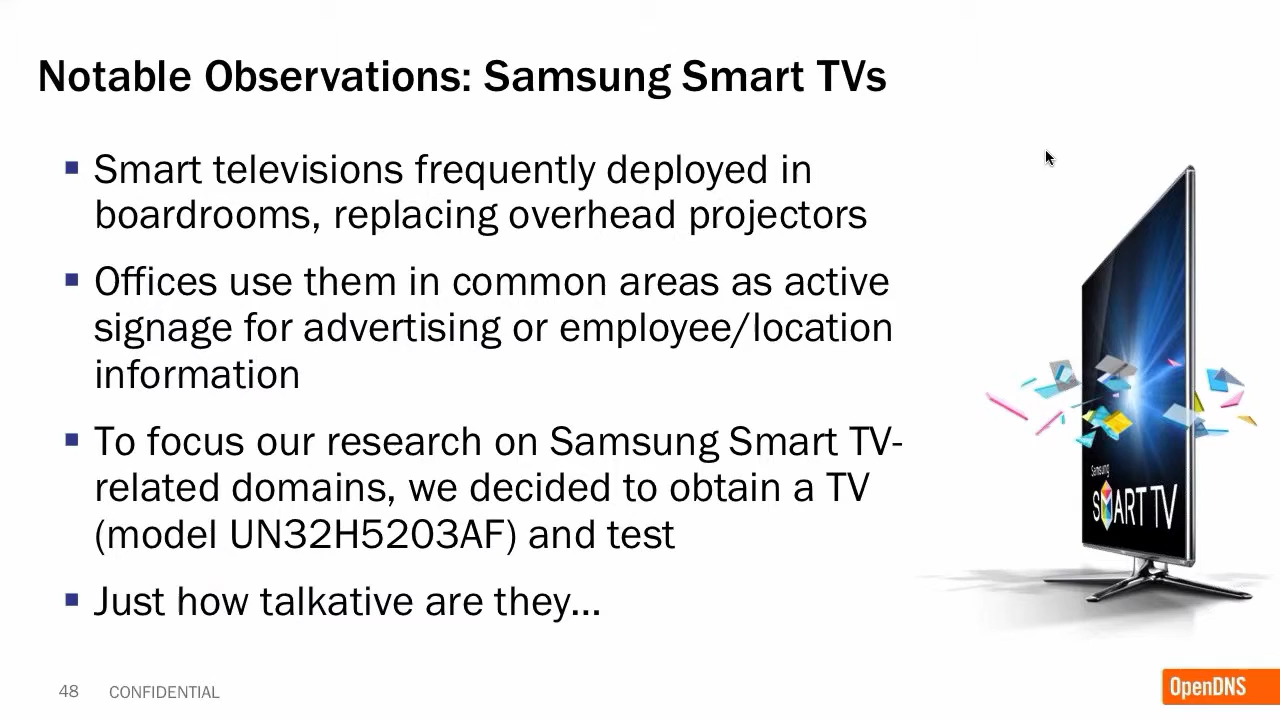 Notable Observations: Samsung Smart TVs
Smart televisions frequently deployed in
boardrooms, replacing overhead projectors
Offices use them in common areas as active
signage for advertising or employee/location
information
To focus our research on Samsung Smart TV-
related domains, we decided to obtain a TV
(model UN32H5203AF) and test
Just how talkative are they...
Samsung
SMART TV
48 CONFIDENTIAL
OpenDNS